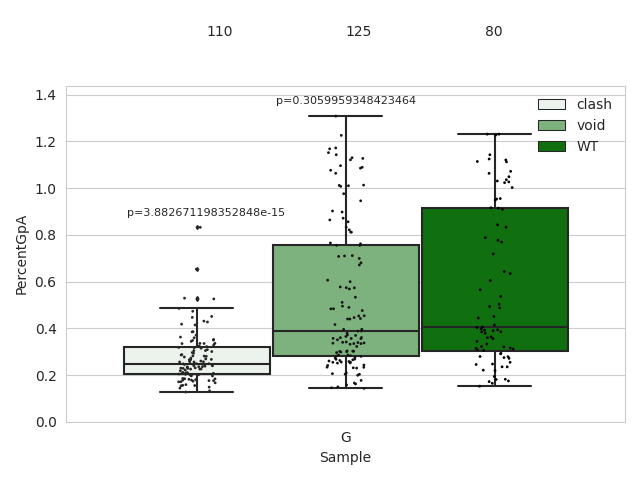 110 125 80
1.4
1.2
1.0
0.8
0.6
0.4
0.2
0.0
PercentGpA
p=3.882671198352848e-15
p=0.3059959348423464
clash
void
WT
G
Sample